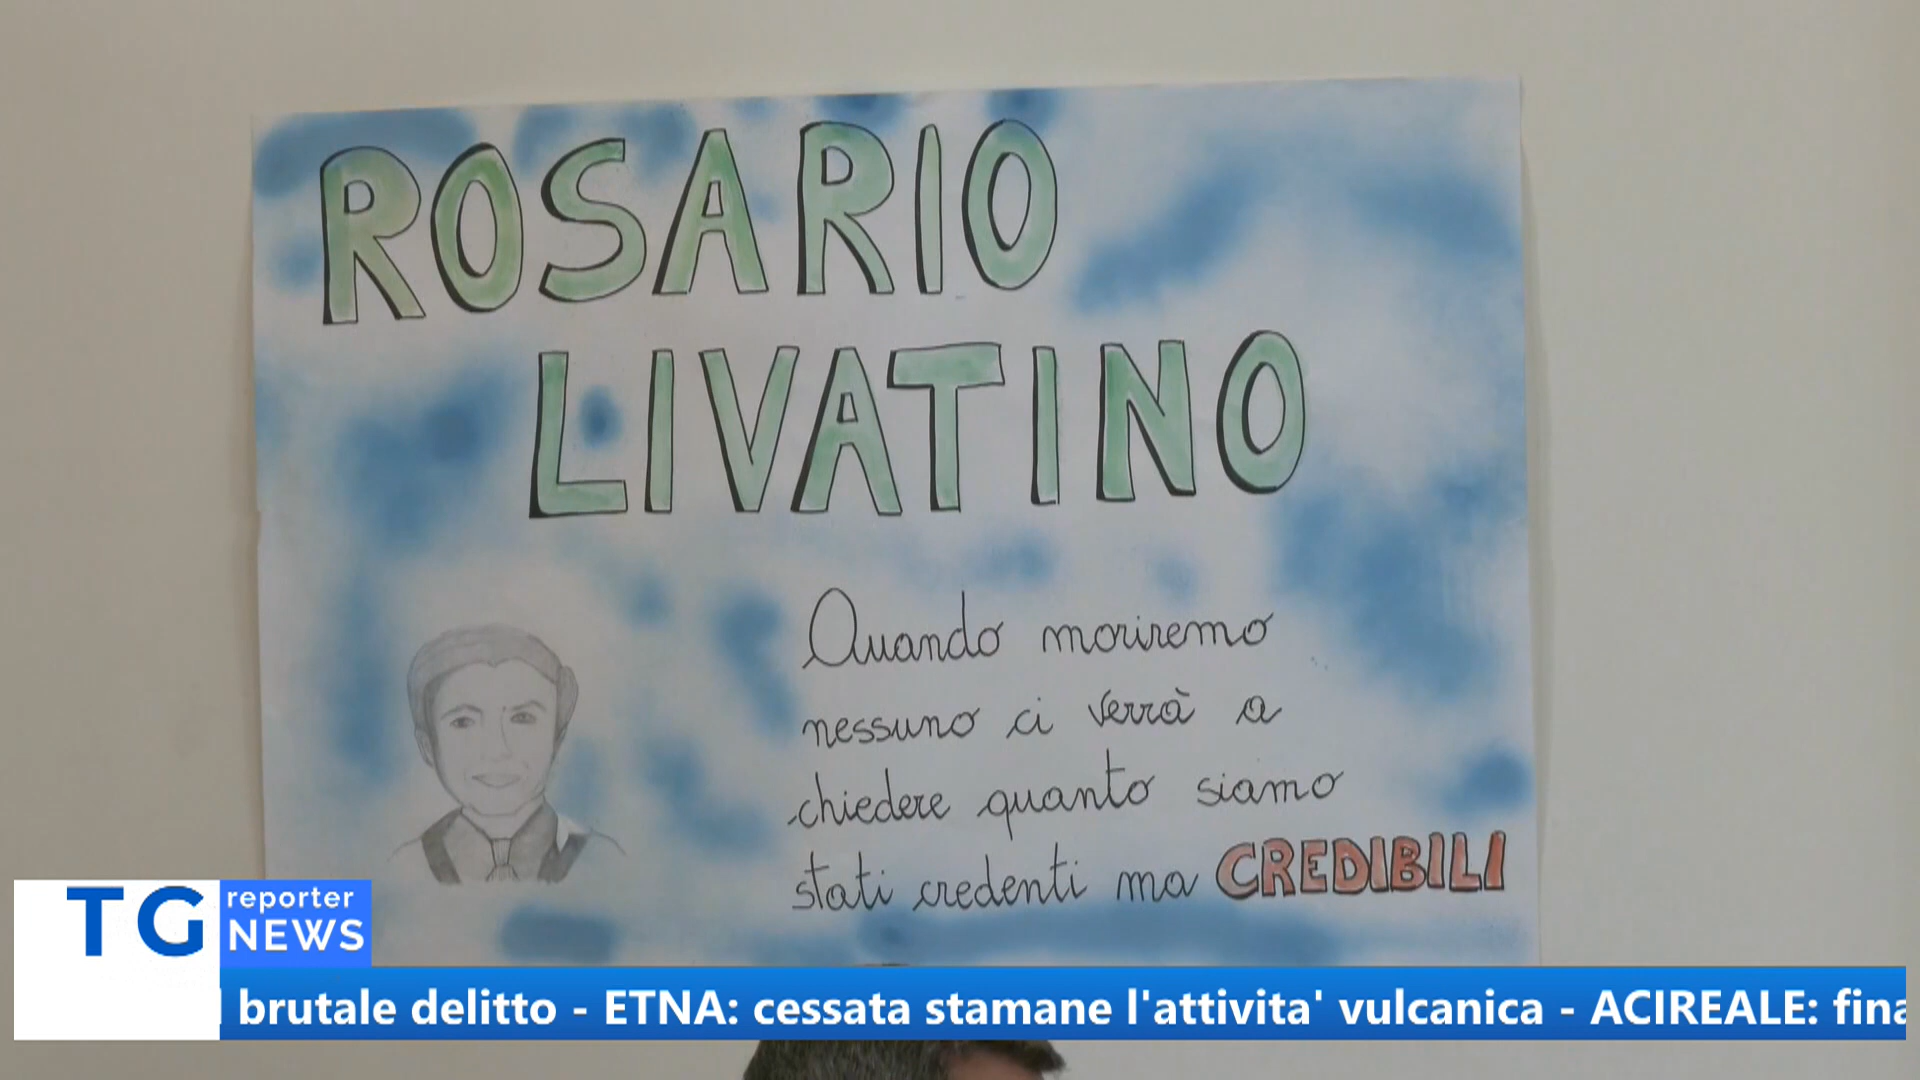 ROSARIO
LIVATINO
Quando moriremo
nessuno ci verrà a
chiedere quanto siamo
stati credenti ma CREDIBILI
TG reporter
NEWS
brutale delitto - ETNA: cessata stamane l'attivita' vulcanica - ACIREALE: fina